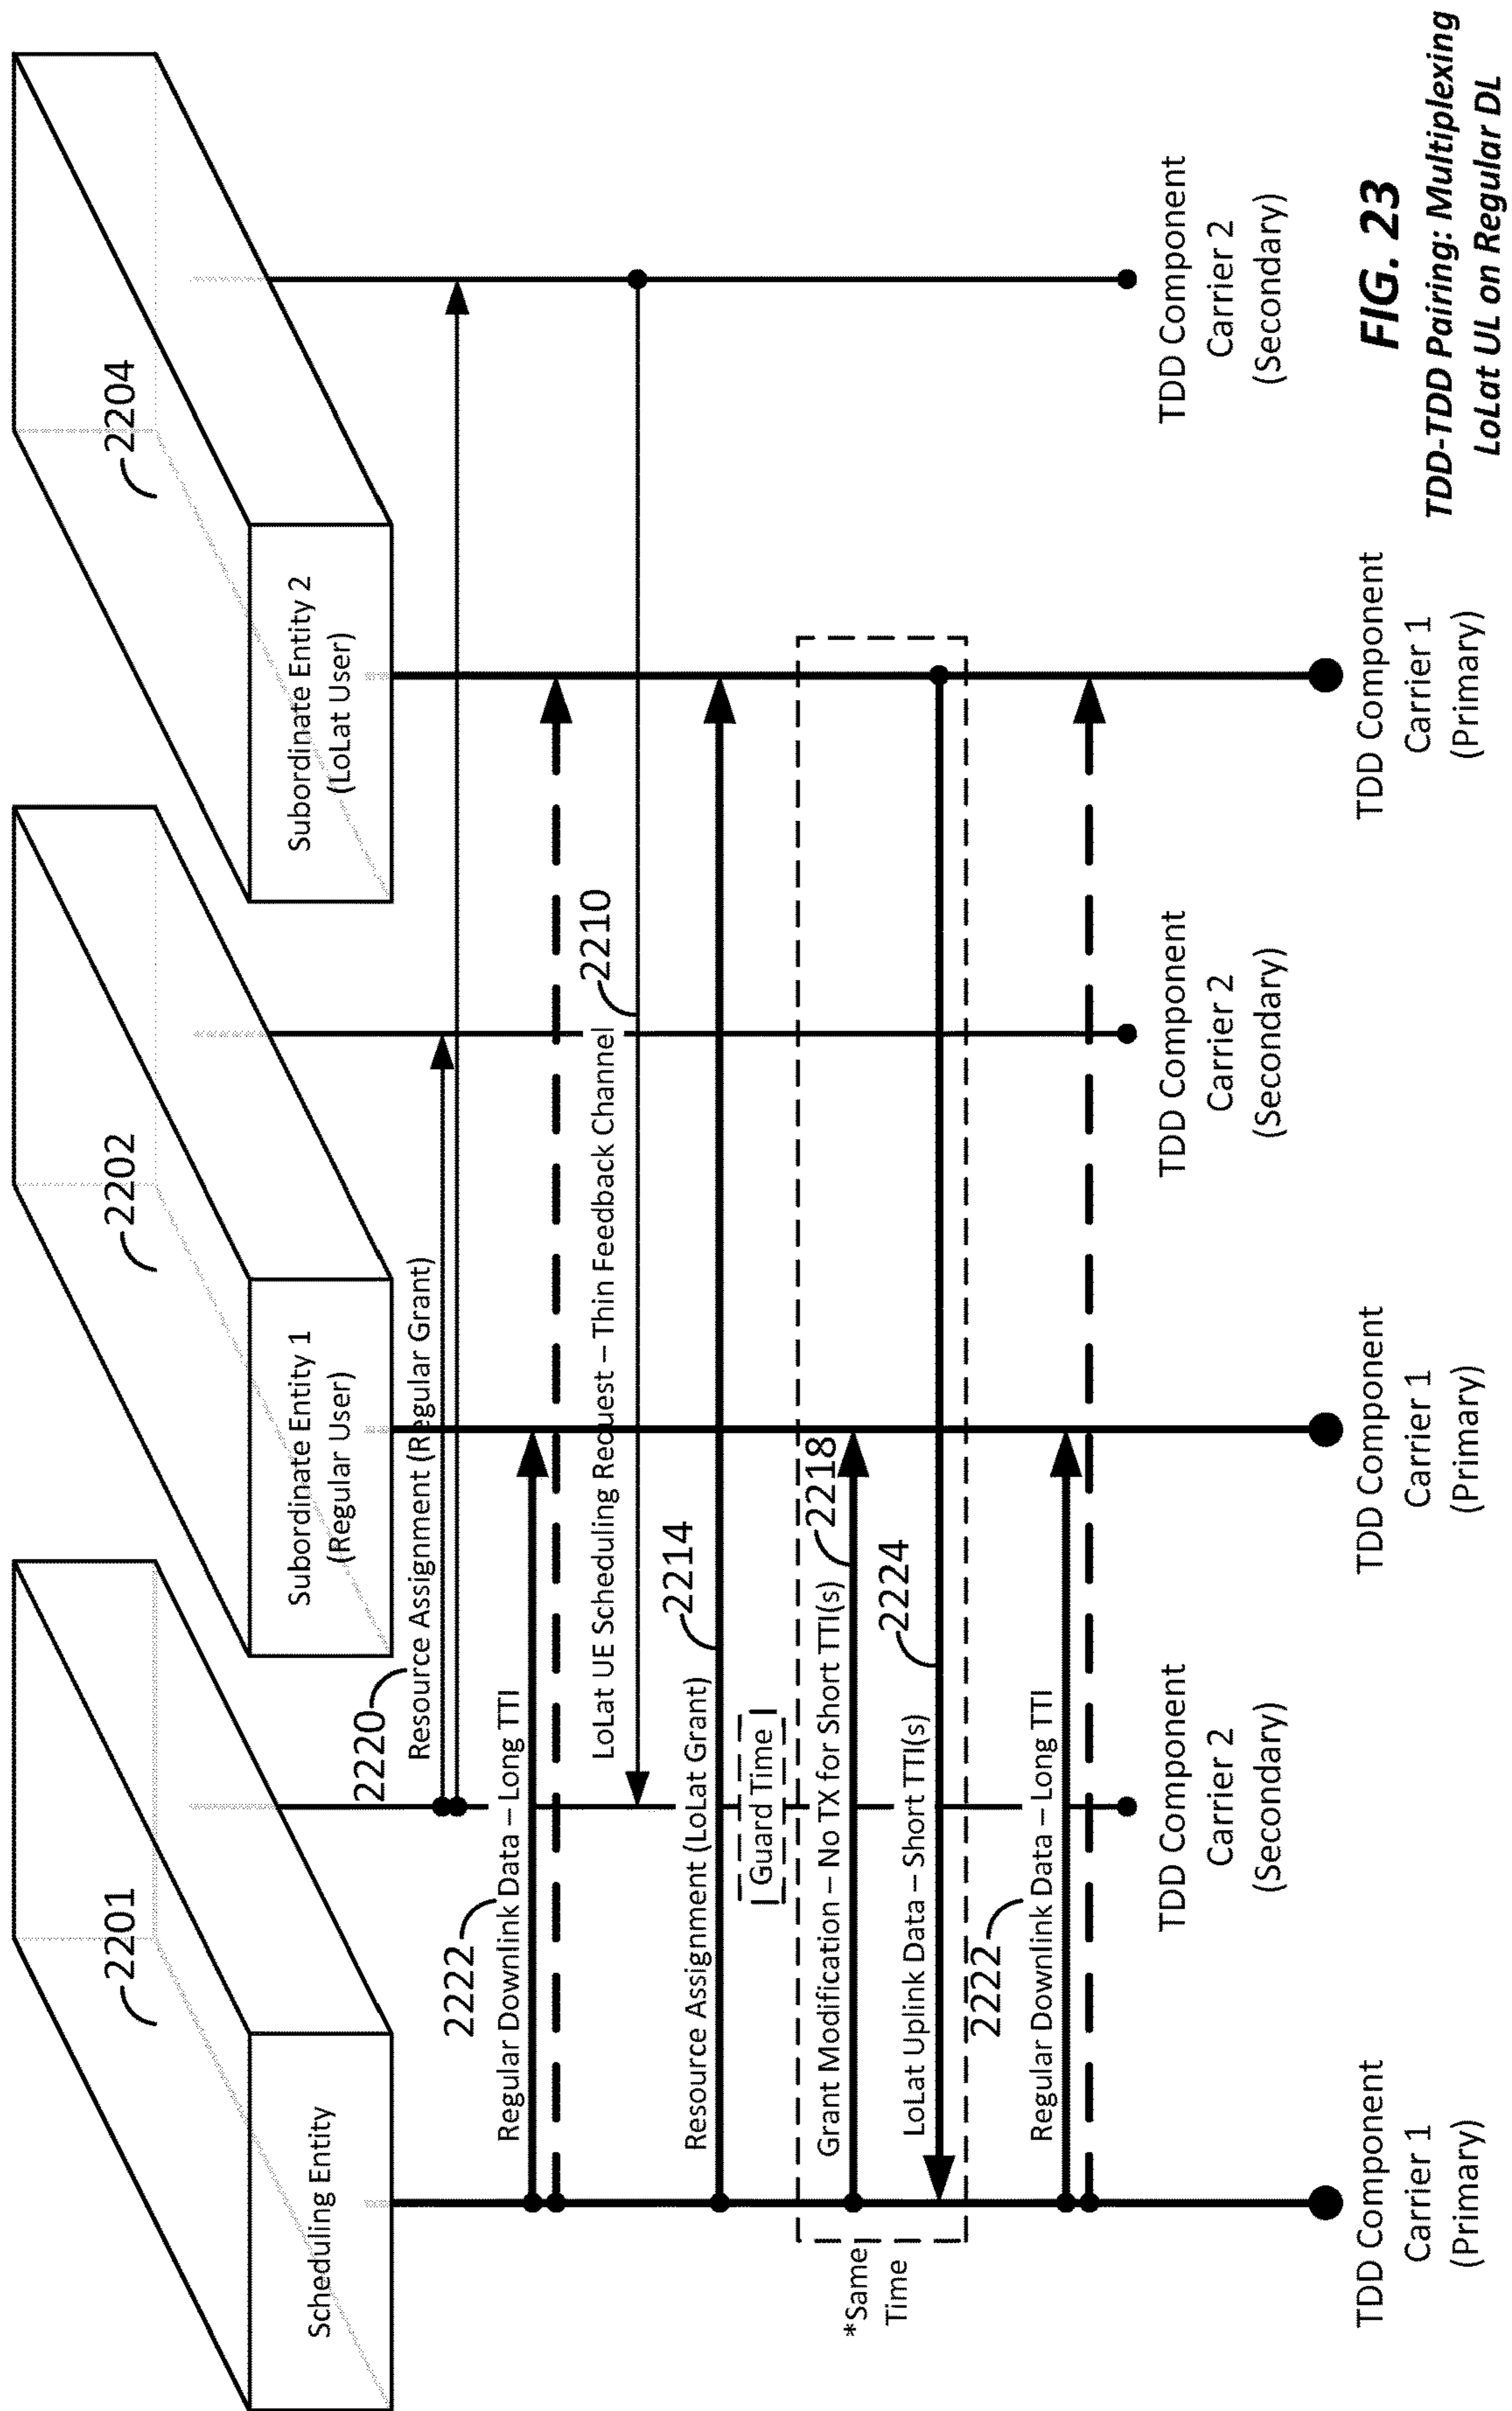 2201
2202
2204
Scheduling Entity
Subordinate Entity 1
(Regular User)
Subordinate Entity 2
(LoLat User)
2220
Resource Assignment (Regular Grant)
2222
Regular Downlink Data – Long TTI
2210
LoLat UE Scheduling Request – Thin Feedback Channel
2214
Resource Assignment (LoLat Grant)
Guard Time
*Same
Time
2218
Grant Modification – No TX for Short TTI(s)
2224
LoLat Uplink Data – Short TTI(s)
2222
Regular Downlink Data – Long TTI
TDD Component
Carrier 1
(Primary)
TDD Component
Carrier 2
(Secondary)
TDD Component
Carrier 1
(Primary)
TDD Component
Carrier 2
(Secondary)
TDD Component
Carrier 1
(Primary)
TDD Component
Carrier 2
(Secondary)
FIG. 23
TDD-TDD Pairing: Multiplexing
LoLat UL on Regular DL